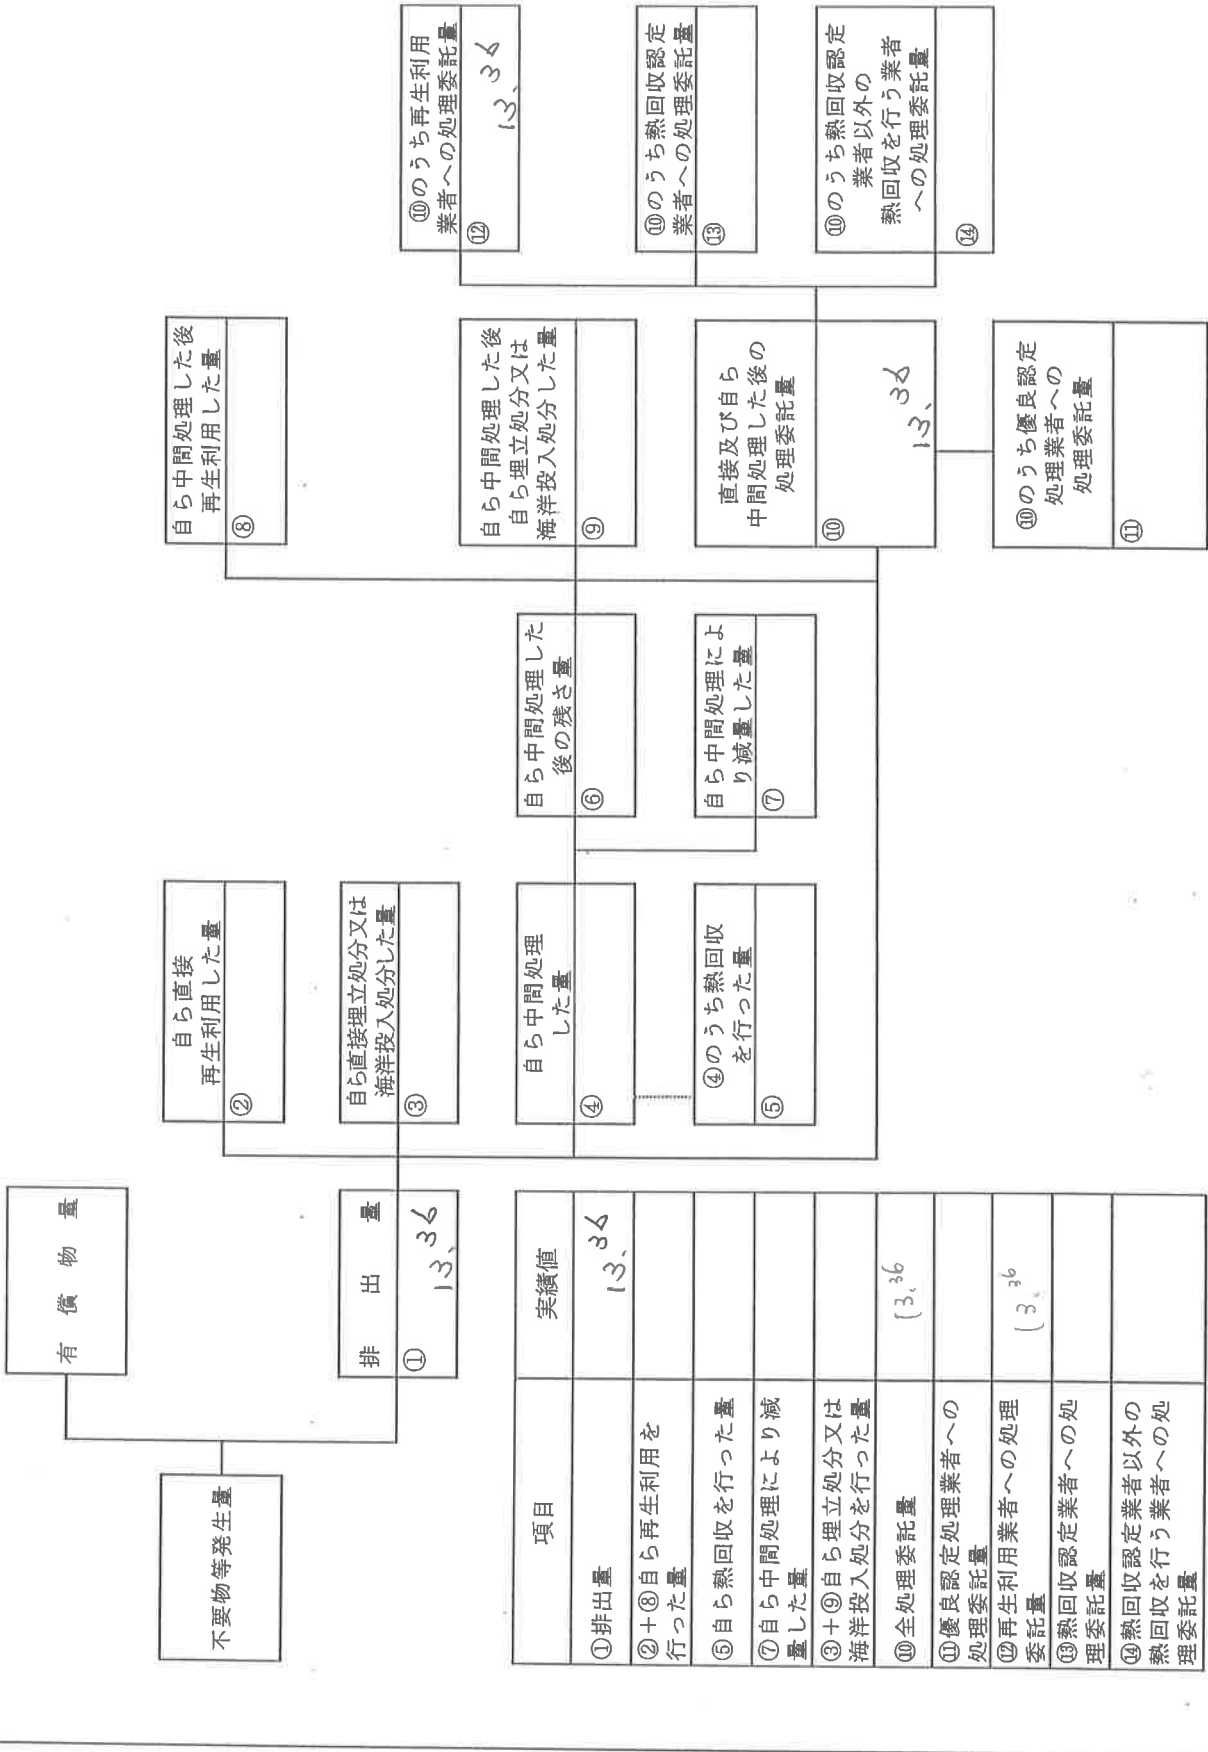 有償物量
不要物等発生量
排出量
①
13.36
自ら直接
再生利用した量
②
自ら直接埋立処分又は
海洋投入処分した量
③
自ら中間処理
した量
④
④のうち熱回収
を行った量
⑤
自ら中間処理した
後の残さ量
⑥
自ら中間処理によ
り減量した量
⑦
自ら中間処理した後
再生利用した量
⑧
自ら中間処理した後
自ら埋立処分又は
海洋投入処分した量
⑨
直接及び自ら
中間処理した後の
処理委託量
⑩
13.36
⑩のうち優良認定
処理業者への
処理委託量
⑪
⑩のうち再生利用
業者への処理委託量
⑫
13.36
⑩のうち熱回収認定
業者への処理委託量
⑬
⑩のうち熱回収認定
業者以外の
熱回収を行う業者
への処理委託量
⑭
項目 実績値
①排出量 13.36
②+⑧自ら再生利用を
行った量
⑤自ら熱回収を行った量
⑦自ら中間処理により減
量した量
③+⑨自ら埋立処分又は
海洋投入処分を行った量
⑩全処理委託量 13.36
⑪優良認定処理業者への
処理委託量
⑫再生利用業者への処理
委託量 13.36
⑬熱回収認定業者への処
理委託量
⑭熱回収認定業者以外の
熱回収を行う業者への処
理委託量